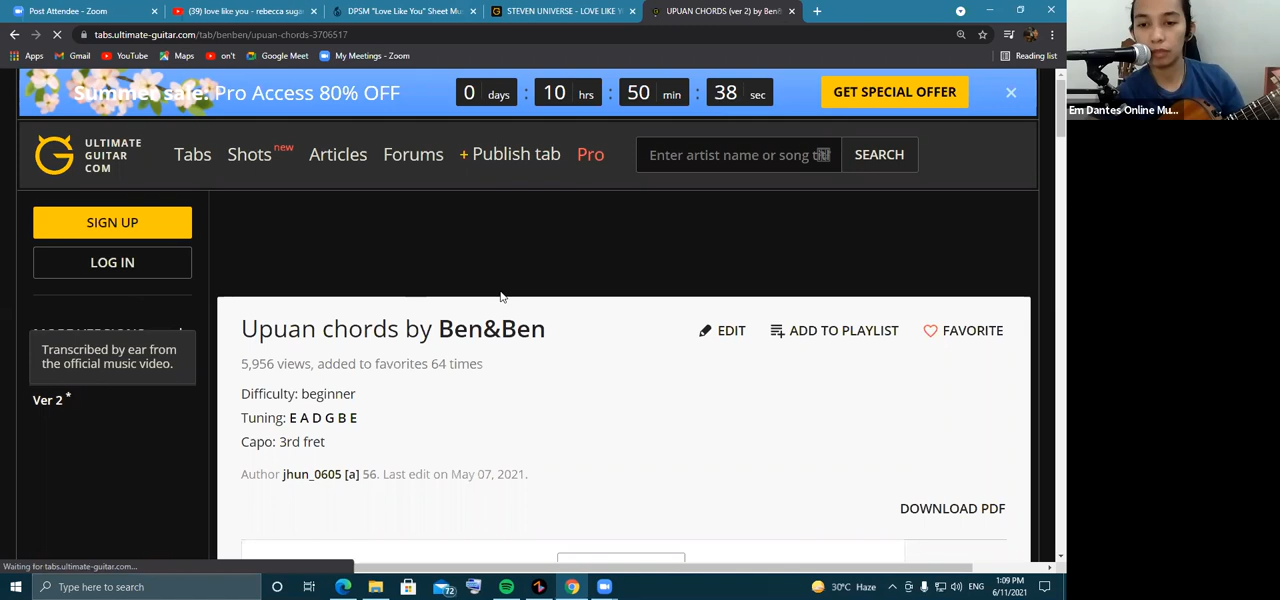 Post Attendee - Zoom
(39) love like you - rebecca suga
DPSM "Love Like You" Sheet Mu
STEVEN UNIVERSE - LOVE LIKE Y
UPUAN CHORDS (ver 2) by Ben&
tabs.ultimate-guitar.com/tab/benben/upuan-chords-3706517
Apps
Gmail
YouTube
Maps
on't
Google Meet
My Meetings - Zoom
Reading list
Em Dantes Online Mu...
Summer sale: Pro Access 80% OFF
0 days : 10 hrs : 50 min : 38 sec
GET SPECIAL OFFER
ULTIMATE
GUITAR
COM
Tabs
Shots new
Articles
Forums
+ Publish tab
Pro
Enter artist name or song
SEARCH
SIGN UP
LOG IN
Transcribed by ear from
the official music video.
Ver 2 *
Upuan chords by Ben&Ben
EDIT
ADD TO PLAYLIST
FAVORITE
5,956 views, added to favorites 64 times
Difficulty: beginner
Tuning: E A D G B E
Capo: 3rd fret
Author jhun_0605 [a] 56. Last edit on May 07, 2021.
DOWNLOAD PDF
Waiting for tabs.ultimate-guitar.com...
Type here to search
72
30°C Haze
ENG
1:09 PM
6/11/2021